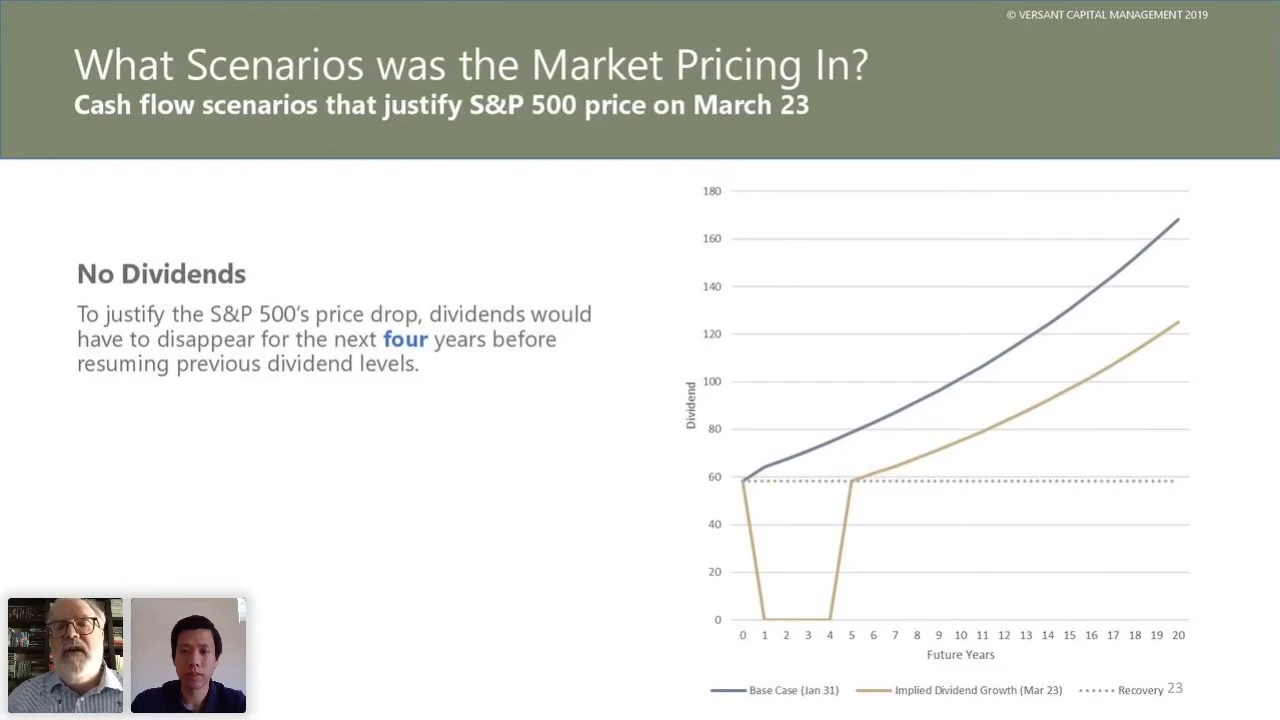 © VERSANT CAPITAL MANAGEMENT 2019
What Scenarios was the Market Pricing In?
Cash flow scenarios that justify S&P 500 price on March 23
No Dividends
To justify the S&P 500's price drop, dividends would
have to disappear for the next four years before
resuming previous dividend levels.
180
160
140
120
100
80
60
40
20
0
Dividend
0 1 2 3 4 5 6 7 8 9 10 11 12 13 14 15 16 17 18 19 20
Future Years
Base Case (Jan 31) Implied Dividend Growth (Mar 23) Recovery 23